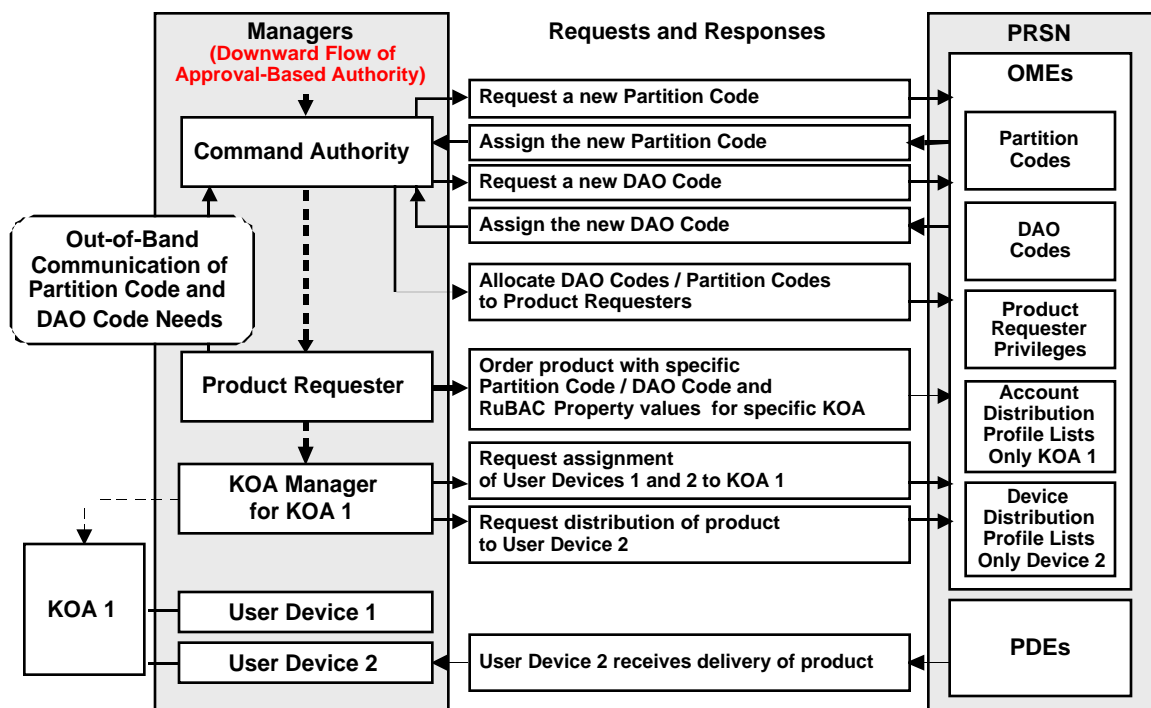 Managers
(Downward Flow of
Approval-Based Authority)
Requests and Responses
PRSN
OMEs
Command Authority
Request a new Partition Code
Assign the new Partition Code
Request a new DAO Code
Assign the new DAO Code
Partition
Codes
DAO
Codes
Out-of-Band
Communication of
Partition Code and
DAO Code Needs
Allocate DAO Codes / Partition Codes
to Product Requesters
Product
Requester
Privileges
Product Requester
Order product with specific
Partition Code / DAO Code and
RuBAC Property values for specific KOA
Account
Distribution
Profile Lists
Only KOA 1
KOA Manager
for KOA 1
Request assignment
of User Devices 1 and 2 to KOA 1
Request distribution of product
to User Device 2
Device
Distribution
Profile Lists
Only Device 2
KOA 1
User Device 1
User Device 2
User Device 2 receives delivery of product
PDEs